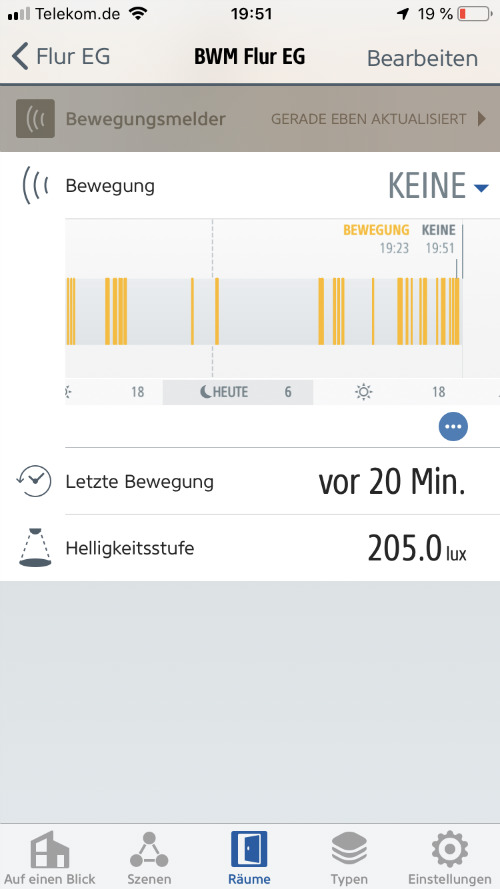 Telekom.de 19:51 19 %
Flur EG BWM Flur EG Bearbeiten
Bewegungsmelder GERADE EBEN AKTUALISIERT
Bewegung KEINE
BEWEGUNG KEINE
19:23 19:51
18 HEUTE 6 18
Letzte Bewegung vor 20 Min.
Helligkeitsstufe 205.0 lux
Auf einen Blick Szenen Räume Typen Einstellungen